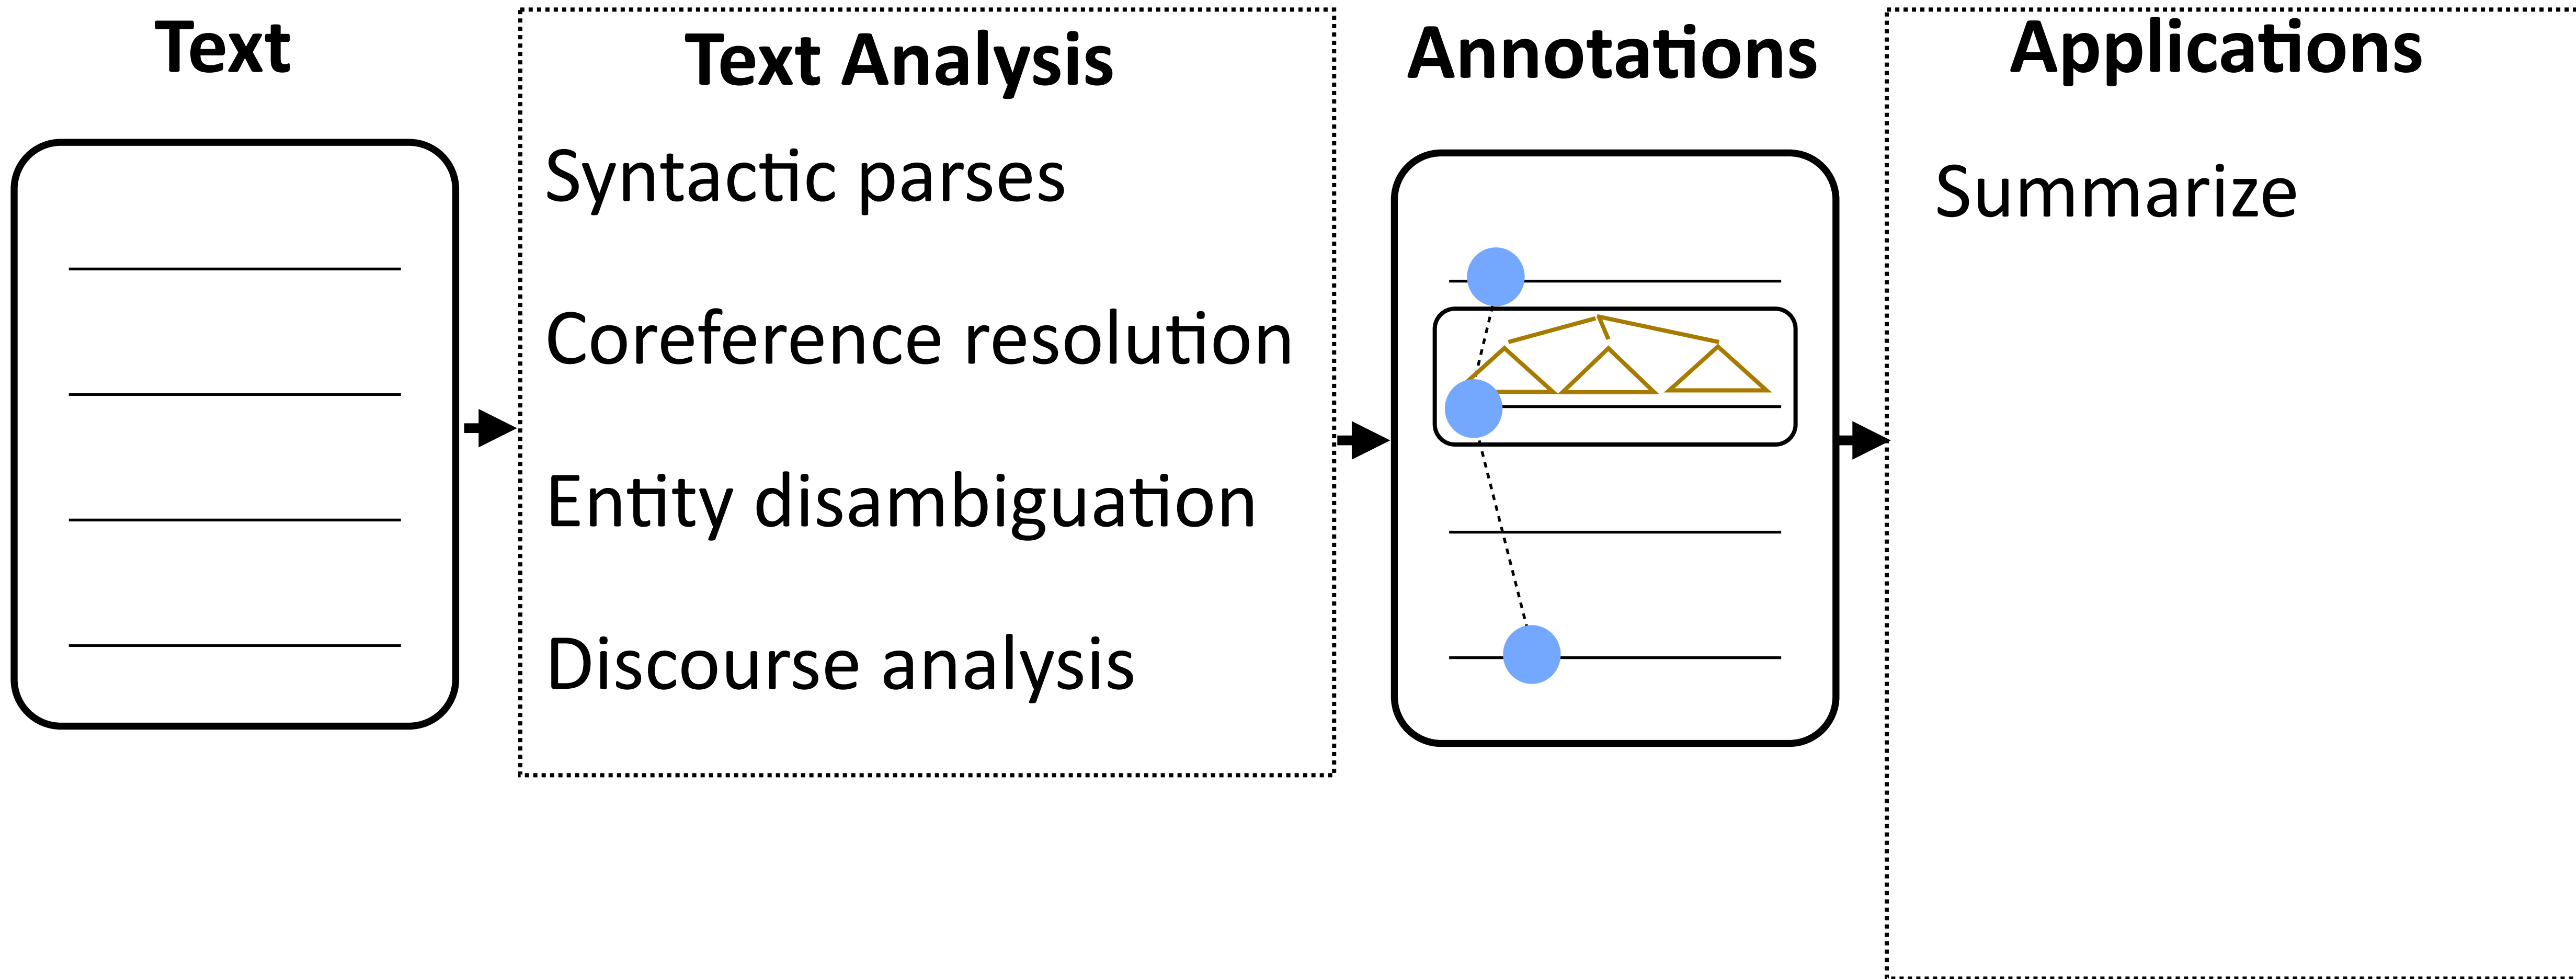 Text
Text Analysis
Syntactic parses
Coreference resolution
Entity disambiguation
Discourse analysis
Annotations
Applications
Summarize